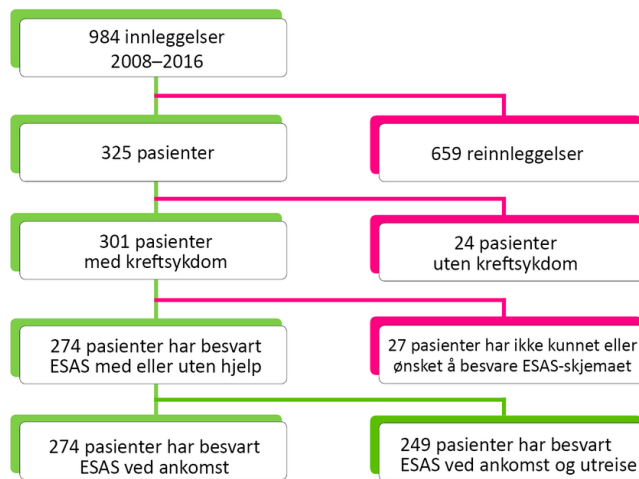 984 innleggelser
2008–2016
325 pasienter
659 reinnleggelser
301 pasienter
med kreftsykdom
24 pasienter
uten kreftsykdom
274 pasienter har besvart
ESAS med eller uten hjelp
27 pasienter har ikke kunnet eller
ønsket å besvare ESAS-skjemaet
274 pasienter har besvart
ESAS ved ankomst
249 pasienter har besvart
ESAS ved ankomst og utreise